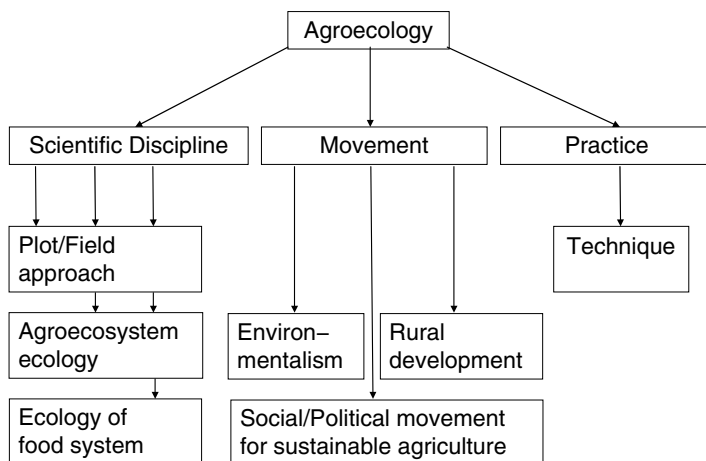 Agroecology
Scientific Discipline
Movement
Practice
Plot/Field
approach
Technique
Agroecosystem
ecology
Environ–
mentalism
Rural
development
Ecology of
food system
Social/Political movement
for sustainable agriculture